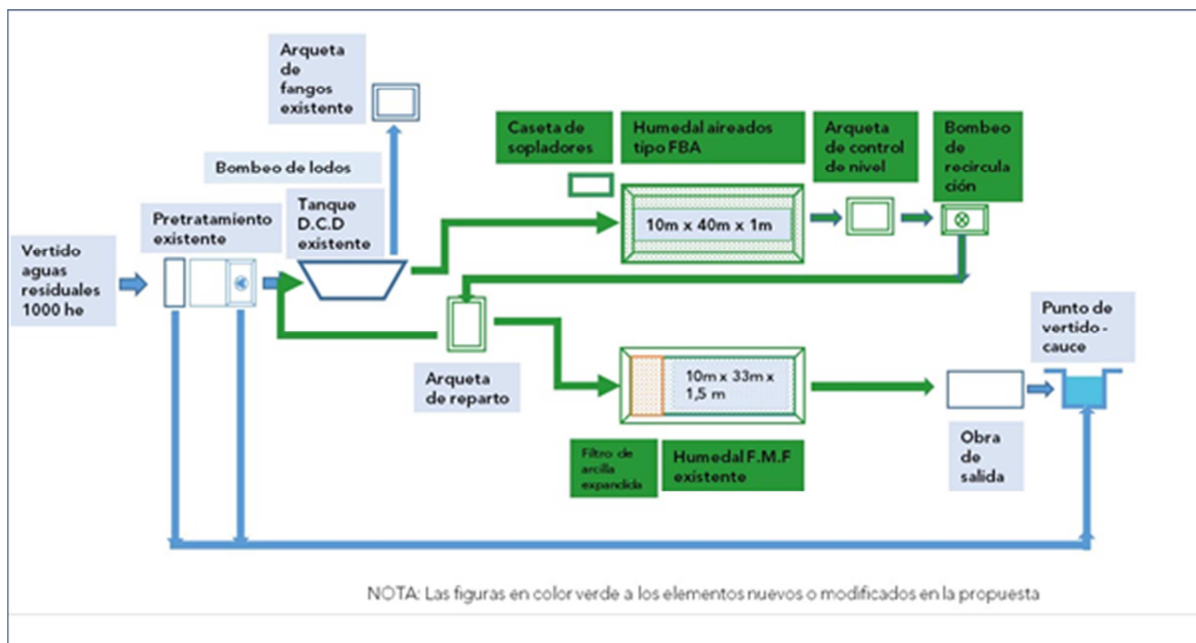 Arqueta
de
fangos
existente
Bombeo de lodos
Tanque
D.C.D
existente
Pretratamiento
existente
Vertido
aguas
residuales
1000 he
Caseta de
sopladores
Humedal aireados
tipo FBA
Arqueta
de control
de nivel
Bombeo
de
recircula
ción
10m x 40m x 1m
Arqueta
de reparto
10m x 33m x
1,5 m
Filtro de
arcilla
expandida
Humedal F.M.F
existente
Obra
de
salida
Punto de
vertido -
cauce
NOTA: Las figuras en color verde a los elementos nuevos o modificados en la propuesta